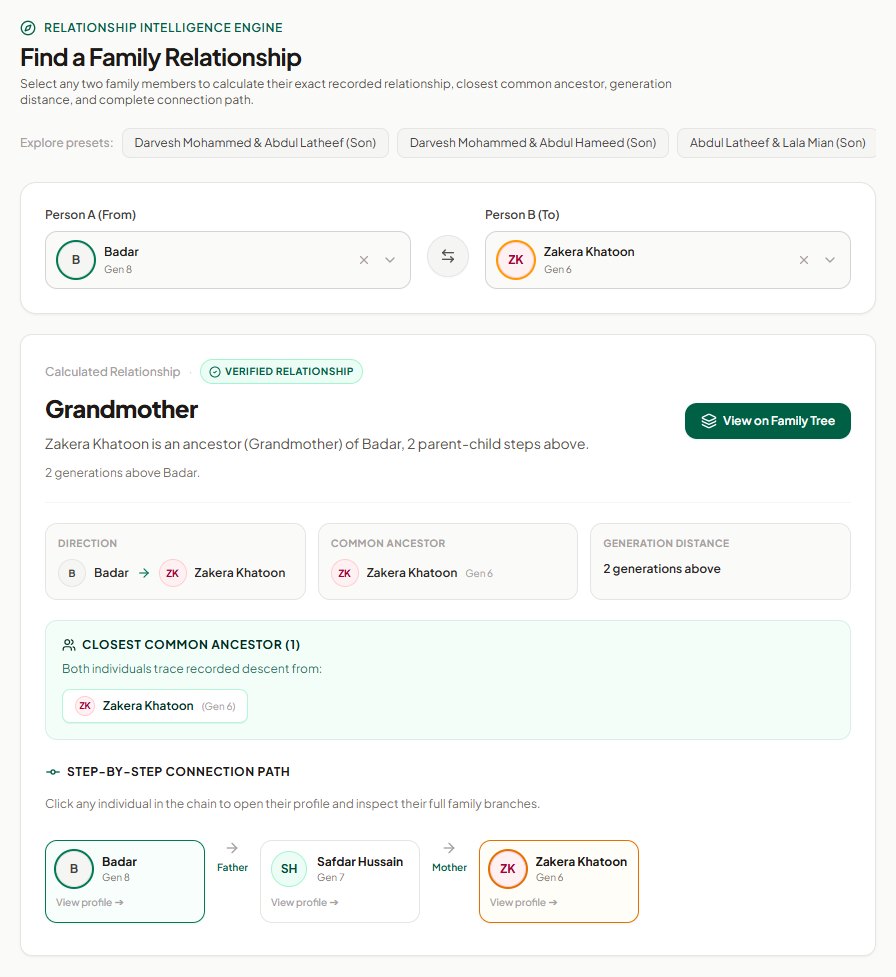 RELATIONSHIP INTELLIGENCE ENGINE
Find a Family Relationship
Select any two family members to calculate their exact recorded relationship, closest common ancestor, generation
distance, and complete connection path.
Explore presets: Darvesh Mohammed & Abdul Latheef (Son) Darvesh Mohammed & Abdul Hameed (Son) Abdul Latheef & Lala Mian (Son)
Person A (From)
B
Badar
Gen 8
Person B (To)
ZK
Zakera Khatoon
Gen 6
Calculated Relationship · VERIFIED RELATIONSHIP
Grandmother
Zakera Khatoon is an ancestor (Grandmother) of Badar, 2 parent-child steps above.
2 generations above Badar.
View on Family Tree
DIRECTION
B Badar → ZK Zakera Khatoon
COMMON ANCESTOR
ZK Zakera Khatoon Gen 6
GENERATION DISTANCE
2 generations above
CLOSEST COMMON ANCESTOR (1)
Both individuals trace recorded descent from:
ZK Zakera Khatoon (Gen 6)
STEP-BY-STEP CONNECTION PATH
Click any individual in the chain to open their profile and inspect their full family branches.
B
Badar
Gen 8
View profile →
→
Father
SH
Safdar Hussain
Gen 7
View profile →
→
Mother
ZK
Zakera Khatoon
Gen 6
View profile →